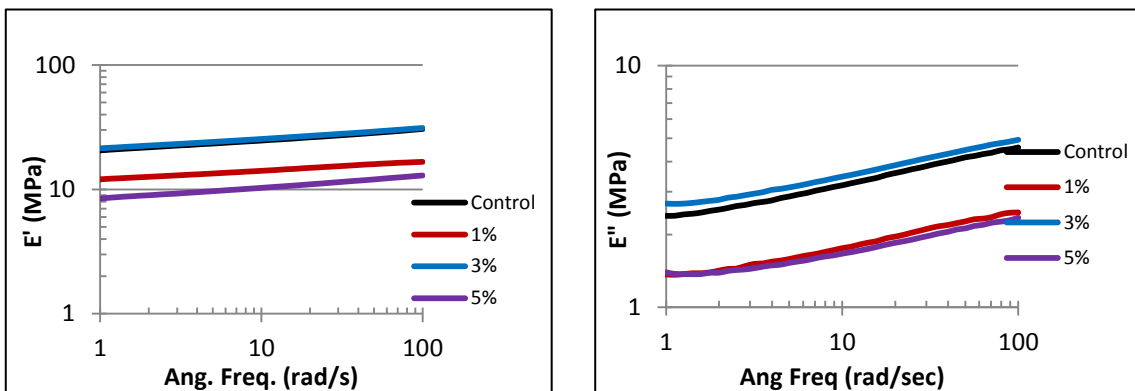 100
10
1
E' (MPa)
1
10
100
Ang. Freq. (rad/s)
Control
1%
3%
5%
10
1
E" (MPa)
1
10
100
Ang Freq (rad/sec)
Control
1%
3%
5%